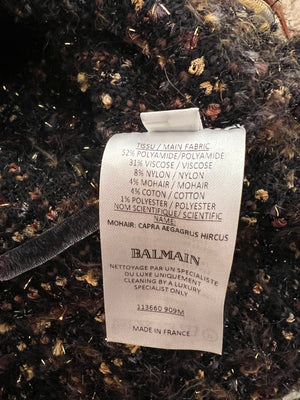 TISSU / MAIN FABRIC
52% POLYAMIDE/POLYAMIDE
31% VISCOSE / VISCOSE
8% NYLON / NYLON
4% MOHAIR / MOHAIR
4% COTON / COTTON
1% POLYESTER / POLYESTER
NOM SCIENTIFIQUE/SCIENTIFIC
NAME:
MOHAIR: CAPRA AEGAGRUS HIRCUS
BALMAIN
NETTOYAGE PAR UN SPECIALISTE
DU LUXE UNIQUEMENT
CLEANING BY A LUXURY
SPECIALIST ONLY
113660 909M
MADE IN FRANCE